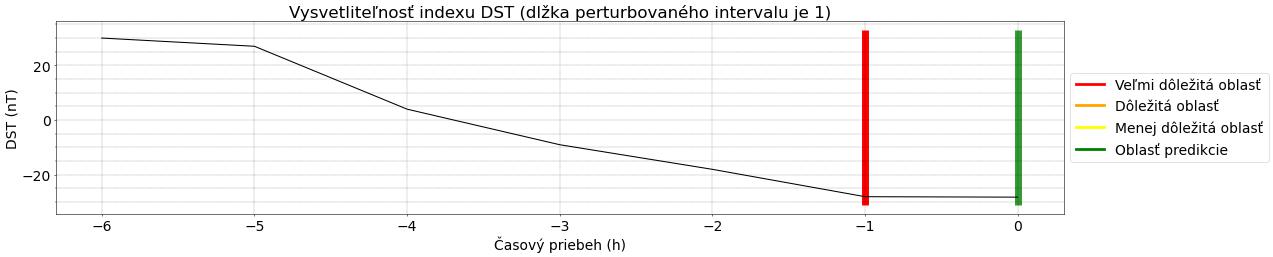 Vysvetliteľnosť indexu DST (dĺžka perturbovaného intervalu je 1)
DST (nT)
20
0
−20
−6 −5 −4 −3 −2 −1 0
Časový priebeh (h)
Veľmi dôležitá oblasť
Dôležitá oblasť
Menej dôležitá oblasť
Oblasť predikcie